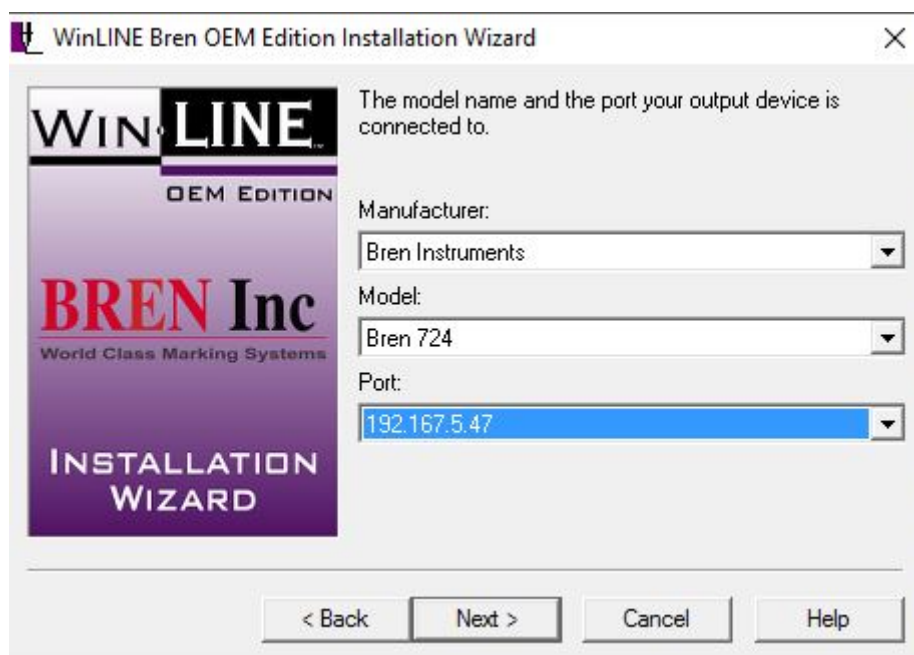 WinLINE Bren OEM Edition Installation Wizard
WIN·LINE™
OEM EDITION
BREN Inc
World Class Marking Systems
INSTALLATION
WIZARD
The model name and the port your output device is
connected to.
Manufacturer:
Bren Instruments
Model:
Bren 724
Port:
192.167.5.47
< Back
Next >
Cancel
Help